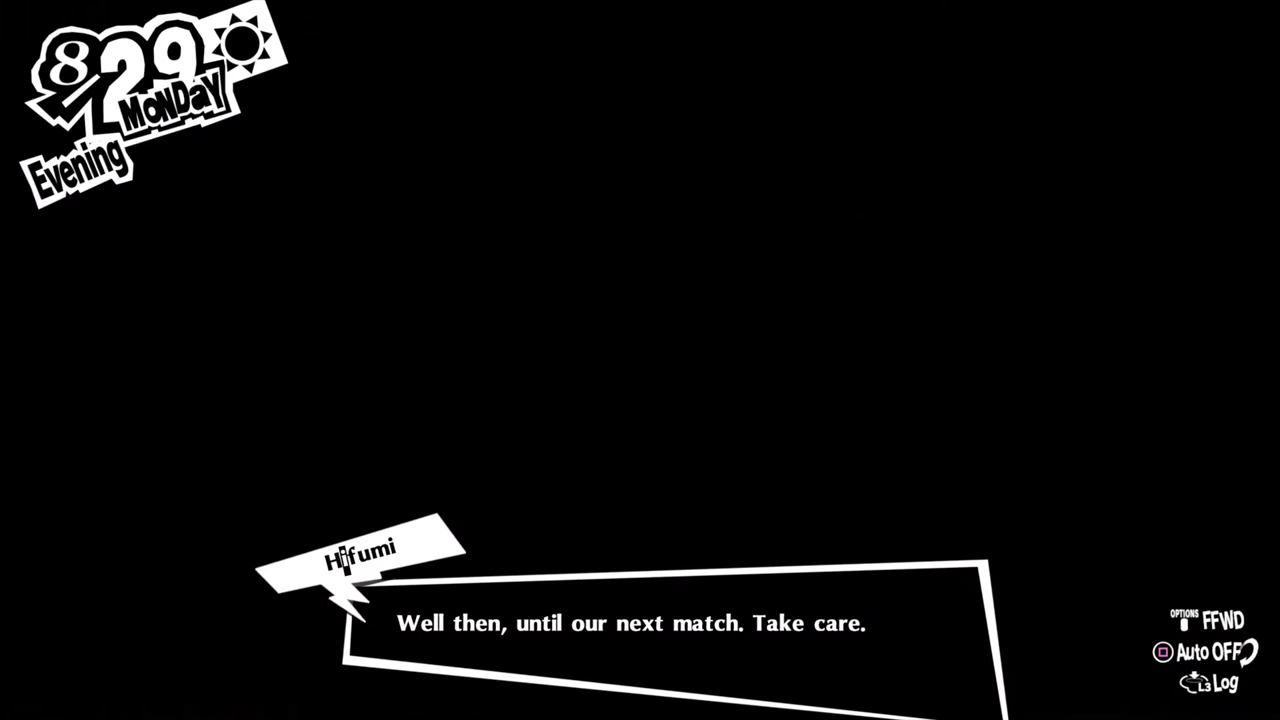 8/29
MONDAY
Evening
Hifumi
Well then, until our next match. Take care.
OPTIONS FFWD
Auto OFF
L3 Log